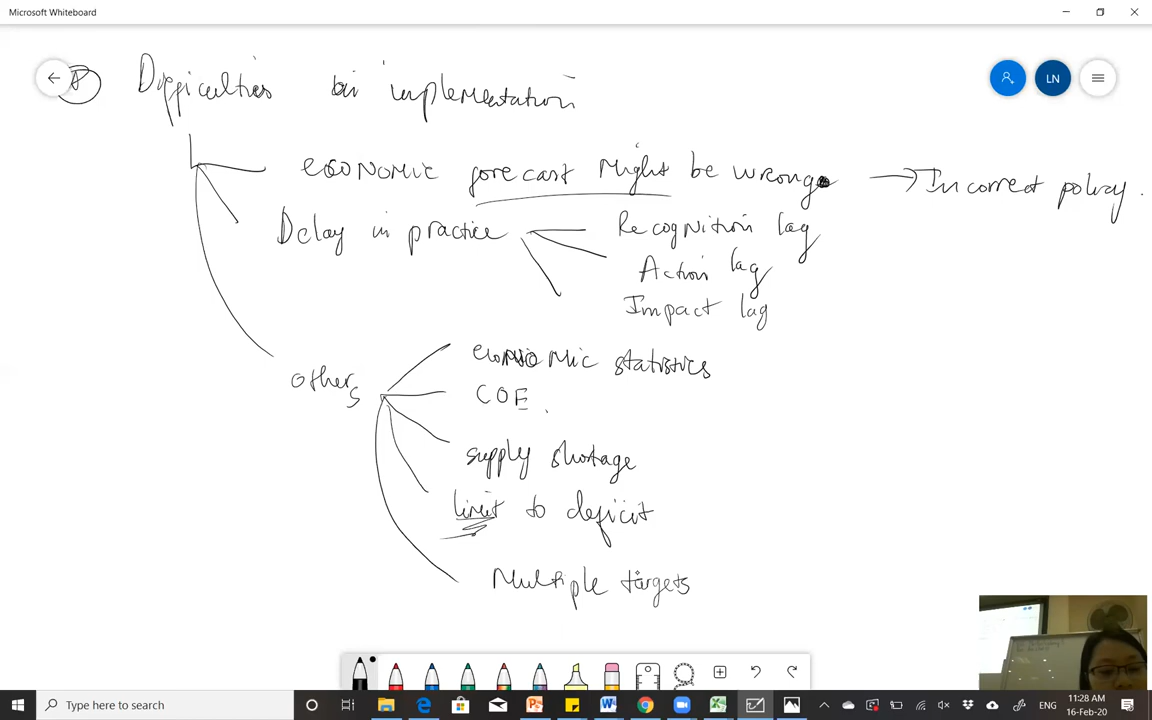 Microsoft Whiteboard
Difficulties in implementation
LN
economic forecast might be wrong → Incorrect policy.
Delay in practice
Recognition lag
Action lag
Impact lag
others
economic statistics
COE
supply shortage
limit to deficit
Multiple targets
Type here to search
ENG
11:28 AM
16-Feb-20